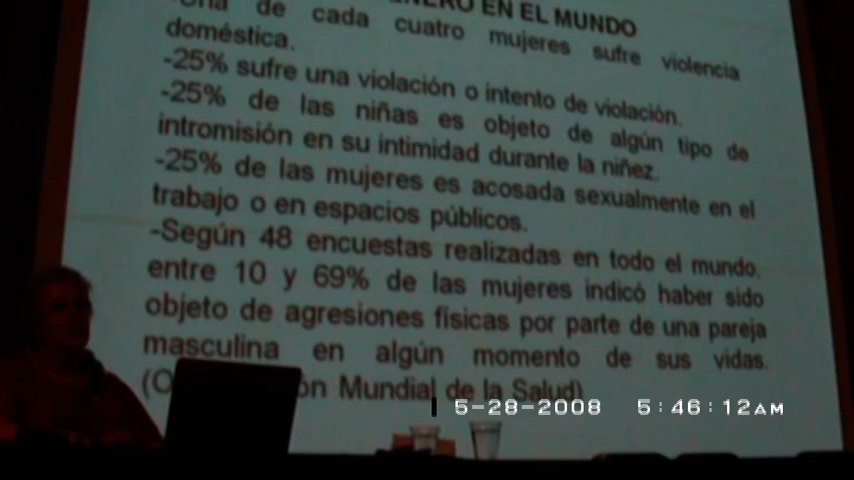 EN EL MUNDO
de cada cuatro mujeres sufre violencia
doméstica.
-25% sufre una violación o intento de violación.
-25% de las niñas es objeto de algún tipo de
intromisión en su intimidad durante la niñez.
-25% de las mujeres es acosada sexualmente en el
trabajo o en espacios públicos.
-Según 48 encuestas realizadas en todo el mundo,
entre 10 y 69% de las mujeres indicó haber sido
objeto de agresiones físicas por parte de una pareja
masculina en algún momento de sus vidas.
Mundial de la Salud)
5-28-2008 5:46:12AM